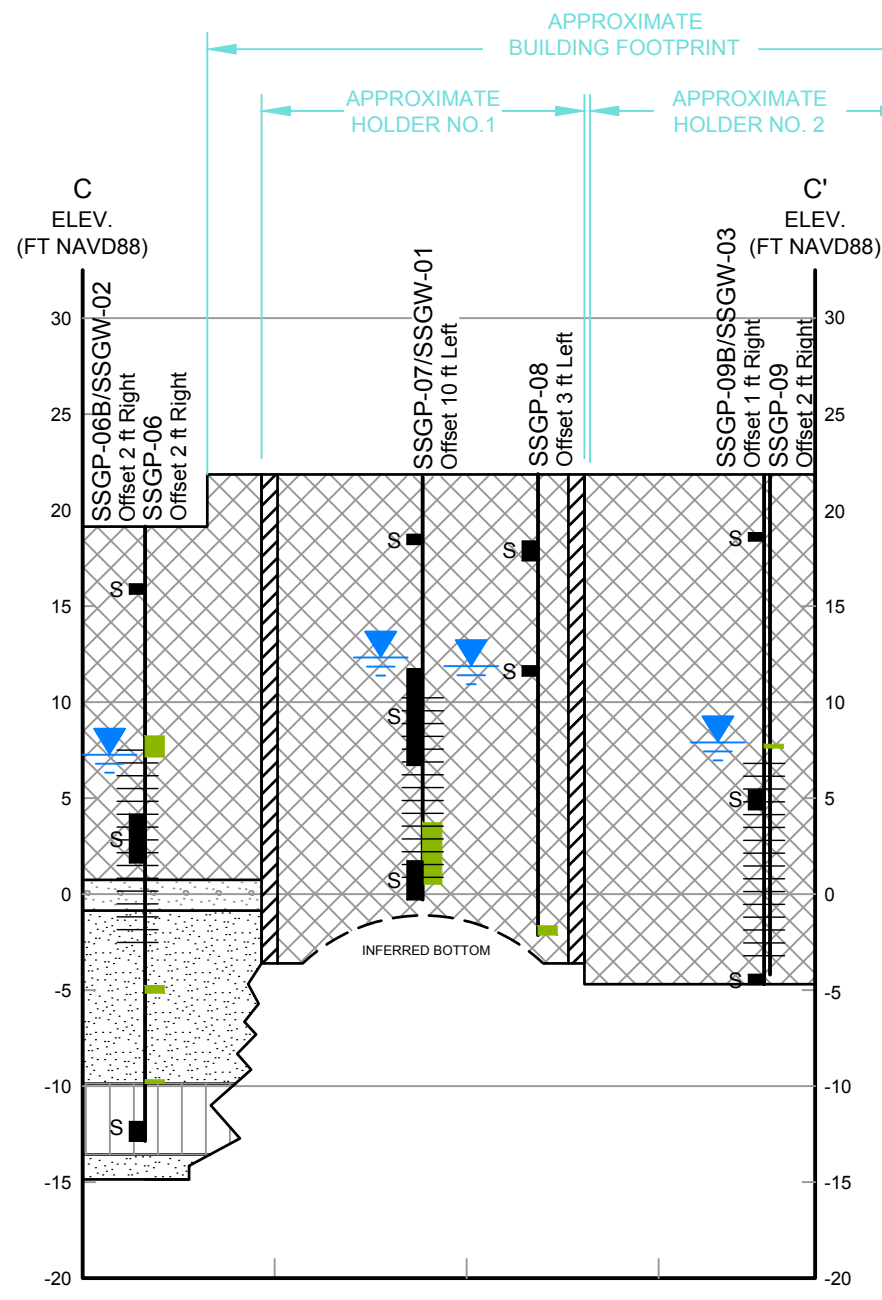 APPROXIMATE
BUILDING FOOTPRINT
APPROXIMATE
HOLDER NO.1
APPROXIMATE
HOLDER NO. 2
C
ELEV.
(FT NAVD88)
C'
ELEV.
(FT NAVD88)
SSGP-06B/SSGW-02
Offset 2 ft Right
SSGP-06
Offset 2 ft Right
SSGP-07/SSGW-01
Offset 10 ft Left
SSGP-08
Offset 3 ft Left
SSGP-09B/SSGW-03
Offset 1 ft Right
SSGP-09
Offset 2 ft Right
30
25
20
15
10
5
0
-5
-10
-15
-20
S
S
S
S
S
S
S
S
S
S
S
INFERRED BOTTOM
30
25
20
15
10
5
0
-5
-10
-15
-20